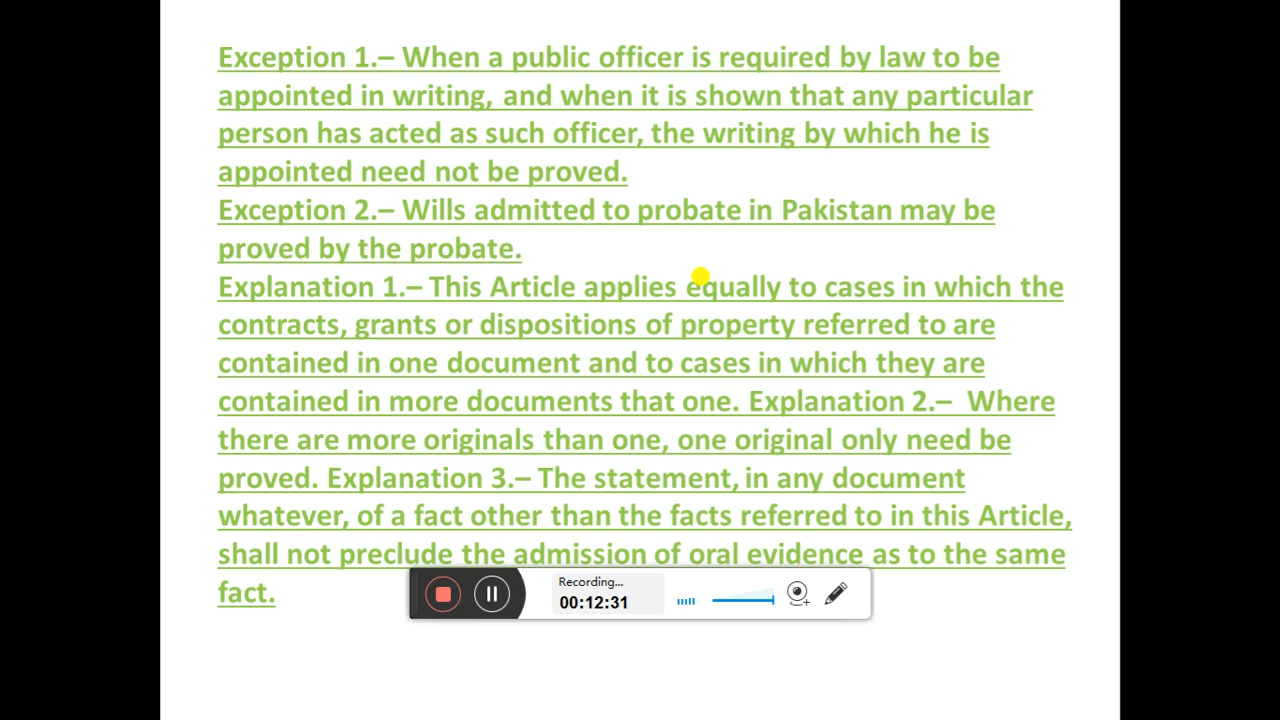 Exception 1.– When a public officer is required by law to be
appointed in writing, and when it is shown that any particular
person has acted as such officer, the writing by which he is
appointed need not be proved.
Exception 2.– Wills admitted to probate in Pakistan may be
proved by the probate.
Explanation 1.– This Article applies equally to cases in which the
contracts, grants or dispositions of property referred to are
contained in one document and to cases in which they are
contained in more documents that one. Explanation 2.–  Where
there are more originals than one, one original only need be
proved. Explanation 3.– The statement, in any document
whatever, of a fact other than the facts referred to in this Article,
shall not preclude the admission of oral evidence as to the same
fact.
Recording...
00:12:31